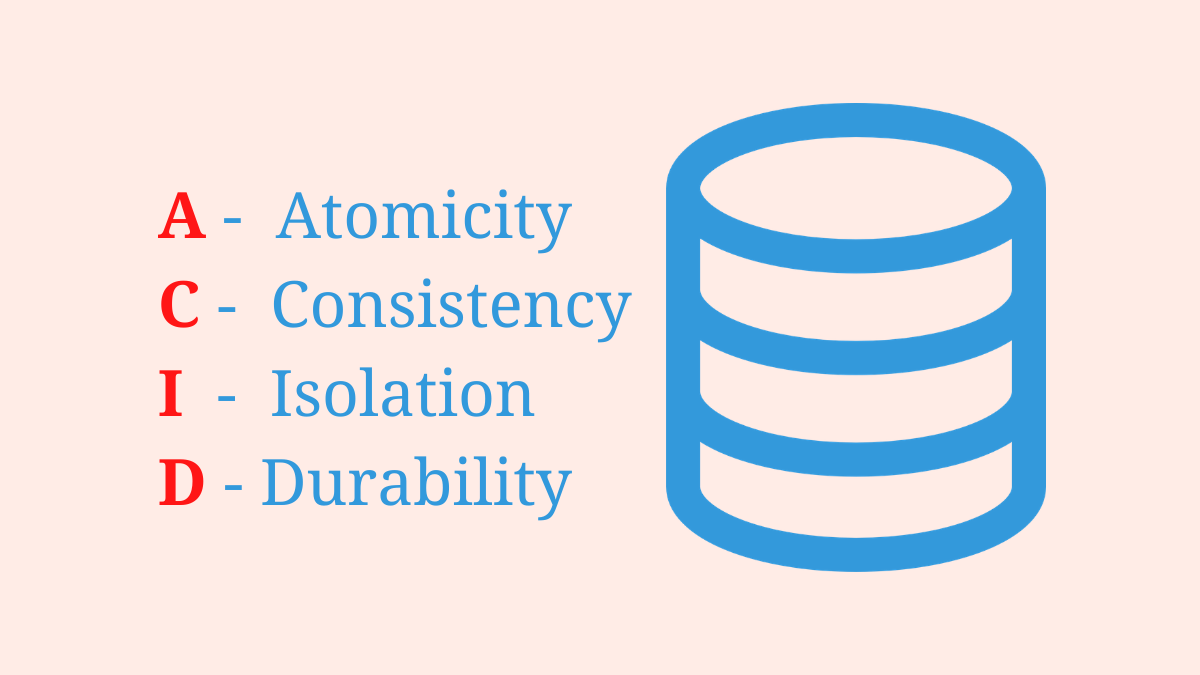 A - Atomicity
C - Consistency
I - Isolation
D - Durability